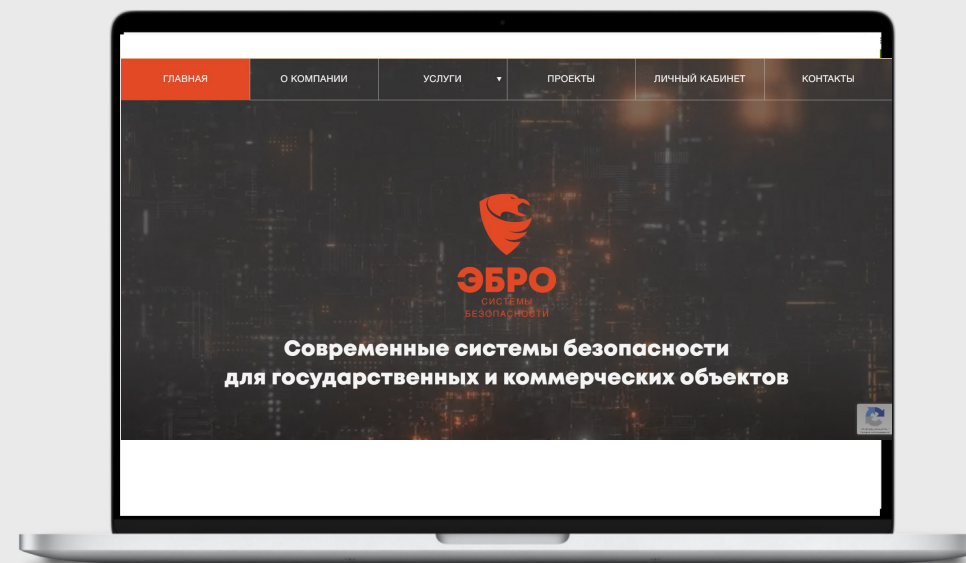 ГЛАВНАЯ
О КОМПАНИИ
УСЛУГИ ▼
ПРОЕКТЫ
ЛИЧНЫЙ КАБИНЕТ
КОНТАКТЫ
ЭБРО
СИСТЕМЫ
БЕЗОПАСНОСТИ
Современные системы безопасности
для государственных и коммерческих объектов